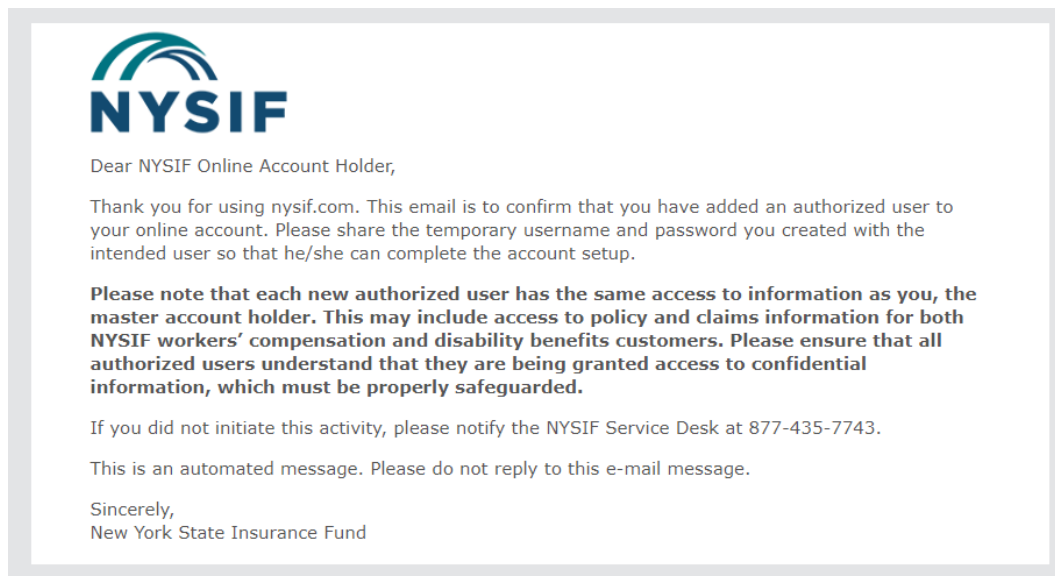 NYSIF
Dear NYSIF Online Account Holder,
Thank you for using nysif.com. This email is to confirm that you have added an authorized user to
your online account. Please share the temporary username and password you created with the
intended user so that he/she can complete the account setup.
Please note that each new authorized user has the same access to information as you, the
master account holder. This may include access to policy and claims information for both
NYSIF workers’ compensation and disability benefits customers. Please ensure that all
authorized users understand that they are being granted access to confidential
information, which must be properly safeguarded.
If you did not initiate this activity, please notify the NYSIF Service Desk at 877-435-7743.
This is an automated message. Please do not reply to this e-mail message.
Sincerely,
New York State Insurance Fund